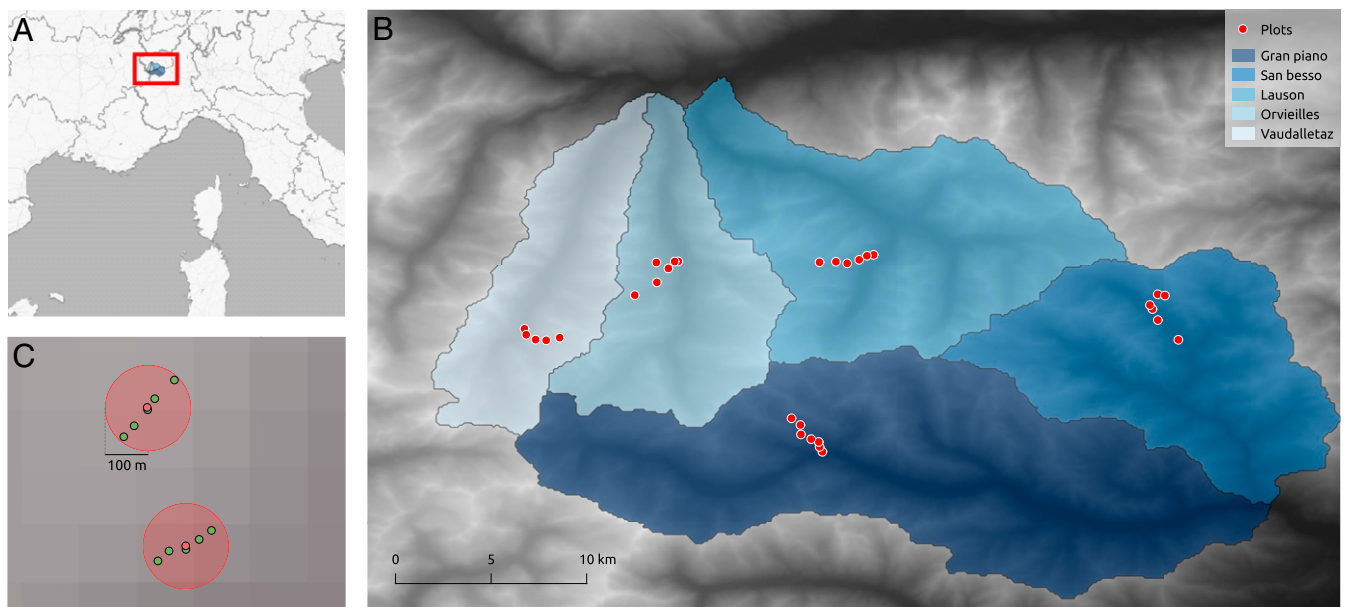 A
B
Plots
Gran piano
San besso
Lauson
Orvieilles
Vaudalletaz
0 5 10 km
C
100 m